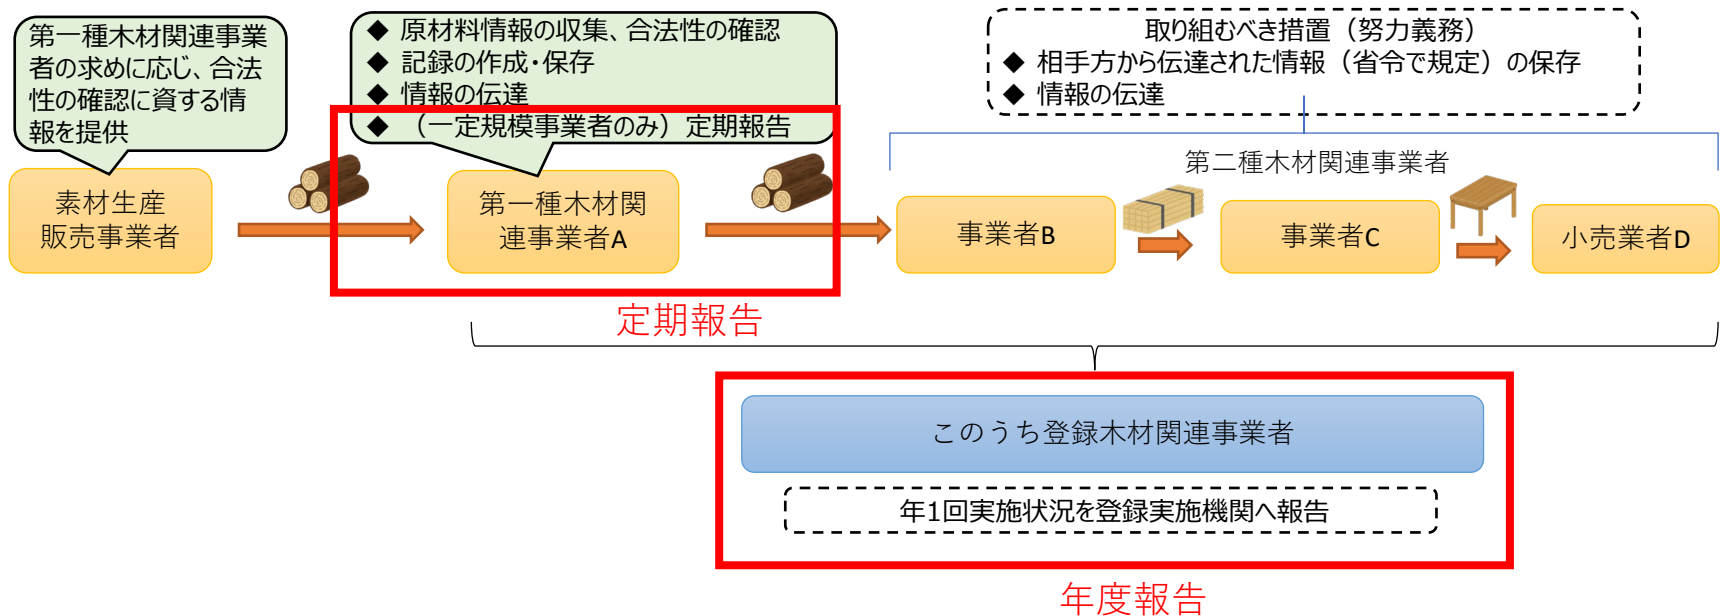 第一種木材関連事業
者の求めに応じ、合法
性の確認に資する情
報を提供
◆ 原材料情報の収集、合法性の確認
◆ 記録の作成・保存
◆ 情報の伝達
◆ （一定規模事業者のみ）定期報告
取り組むべき措置（努力義務）
◆ 相手方から伝達された情報（省令で規定）の保存
◆ 情報の伝達
第二種木材関連事業者
素材生産
販売事業者
第一種木材関
連事業者A
事業者B
事業者C
小売業者D
定期報告
このうち登録木材関連事業者
年1回実施状況を登録実施機関へ報告
年度報告